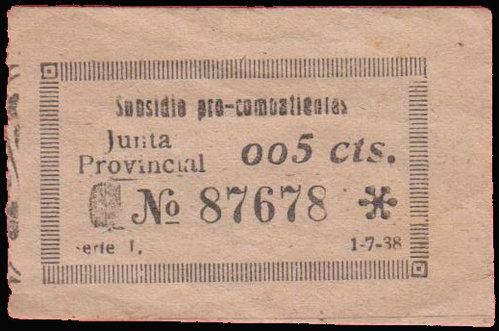 Subsidio pro-combatientes
Junta
Provincial 005 cts.
№ 87678
serie I. 1-7-38